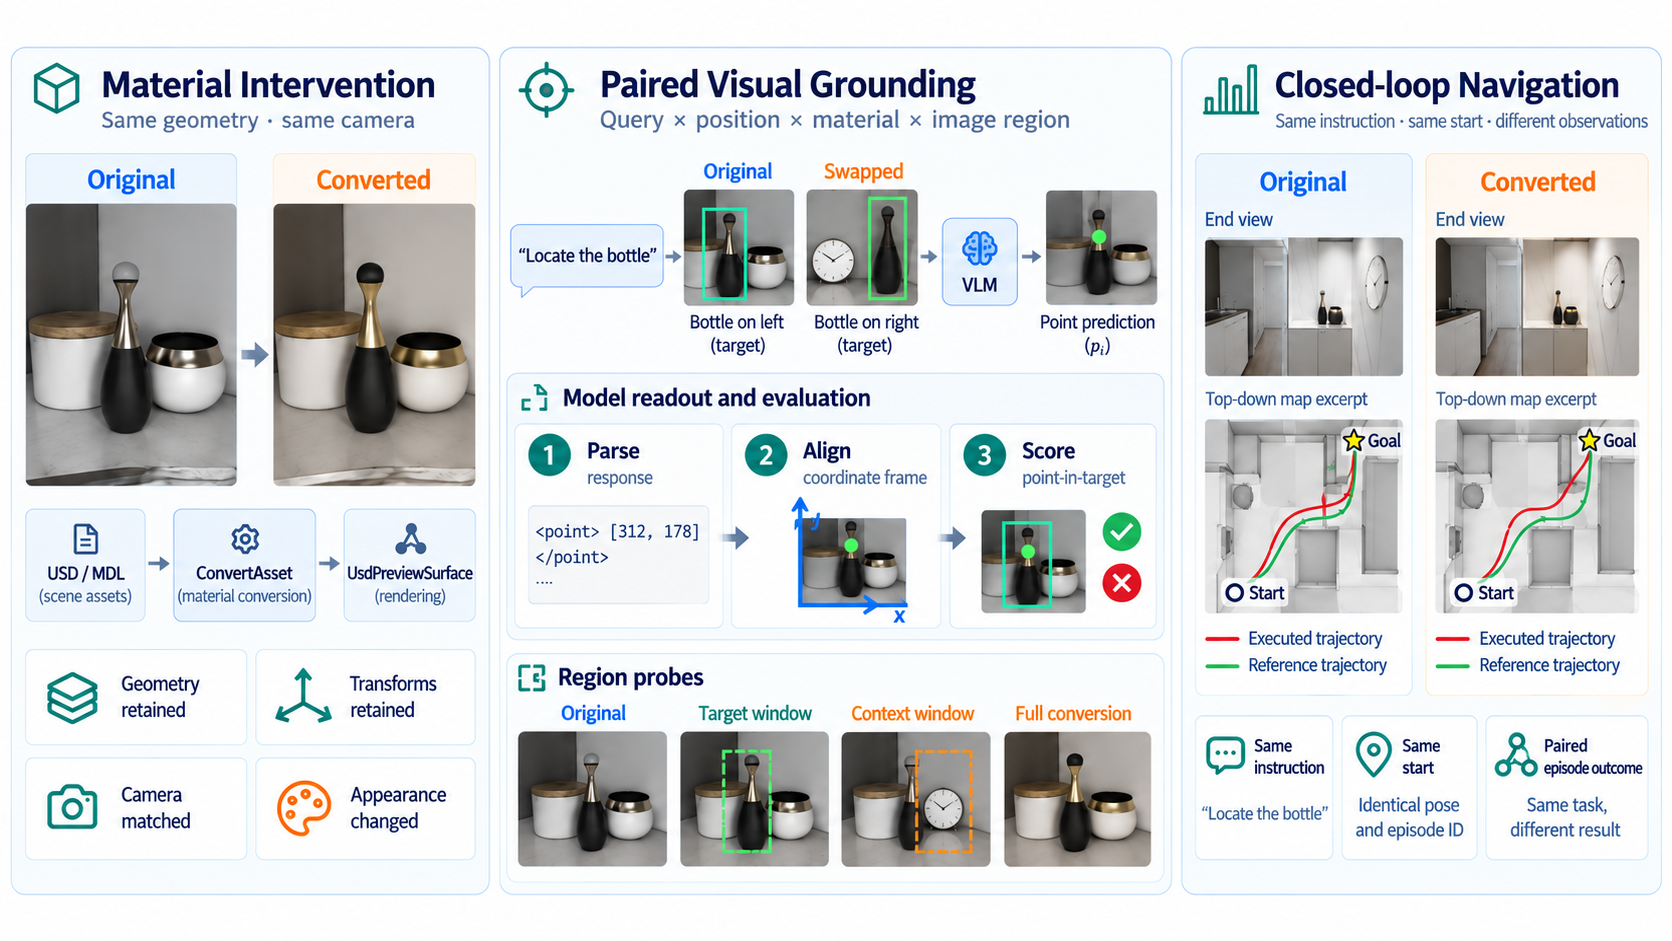 Material Intervention
Same geometry · same camera
Original
Converted
USD / MDL
(scene assets)
ConvertAsset
(material conversion)
UsdPreviewSurface
(rendering)
Geometry
retained
Transforms
retained
Camera
matched
Appearance
changed
Paired Visual Grounding
Query × position × material × image region
Original
Swapped
“Locate the bottle”
VLM
Bottle on left
(target)
Bottle on right
(target)
Point prediction
(pᵢ)
Model readout and evaluation
1
Parse
response
<point> [312, 178]
</point>
....
2
Align
coordinate frame
y
x
3
Score
point-in-target
Region probes
Original
Target window
Context window
Full conversion
Closed-loop Navigation
Same instruction · same start · different observations
Original
End view
Top-down map excerpt
Goal
Start
Executed trajectory
Reference trajectory
Converted
End view
Top-down map excerpt
Goal
Start
Executed trajectory
Reference trajectory
Same
instruction
“Locate the bottle”
Same
start
Identical pose
and episode ID
Paired
episode outcome
Same task,
different result